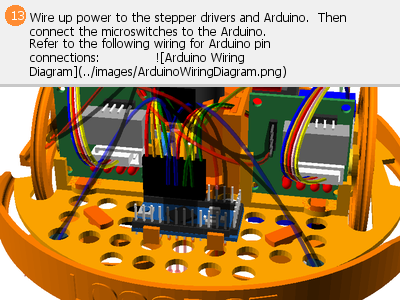 13
Wire up power to the stepper drivers and Arduino.  Then
connect the microswitches to the Arduino.
Refer to the following wiring for Arduino pin
connections:                ![Arduino Wiring
Diagram](../images/ArduinoWiringDiagram.png)